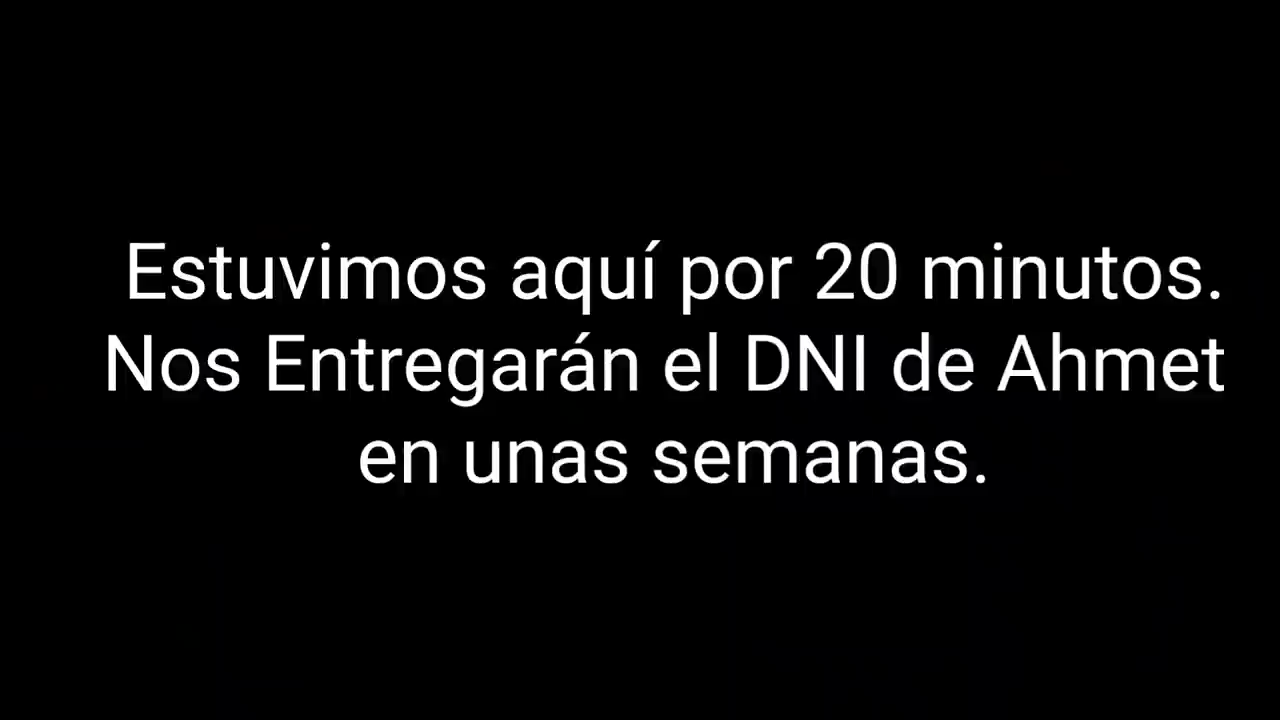 Estuvimos aquí por 20 minutos.
Nos Entregarán el DNI de Ahmet
en unas semanas.